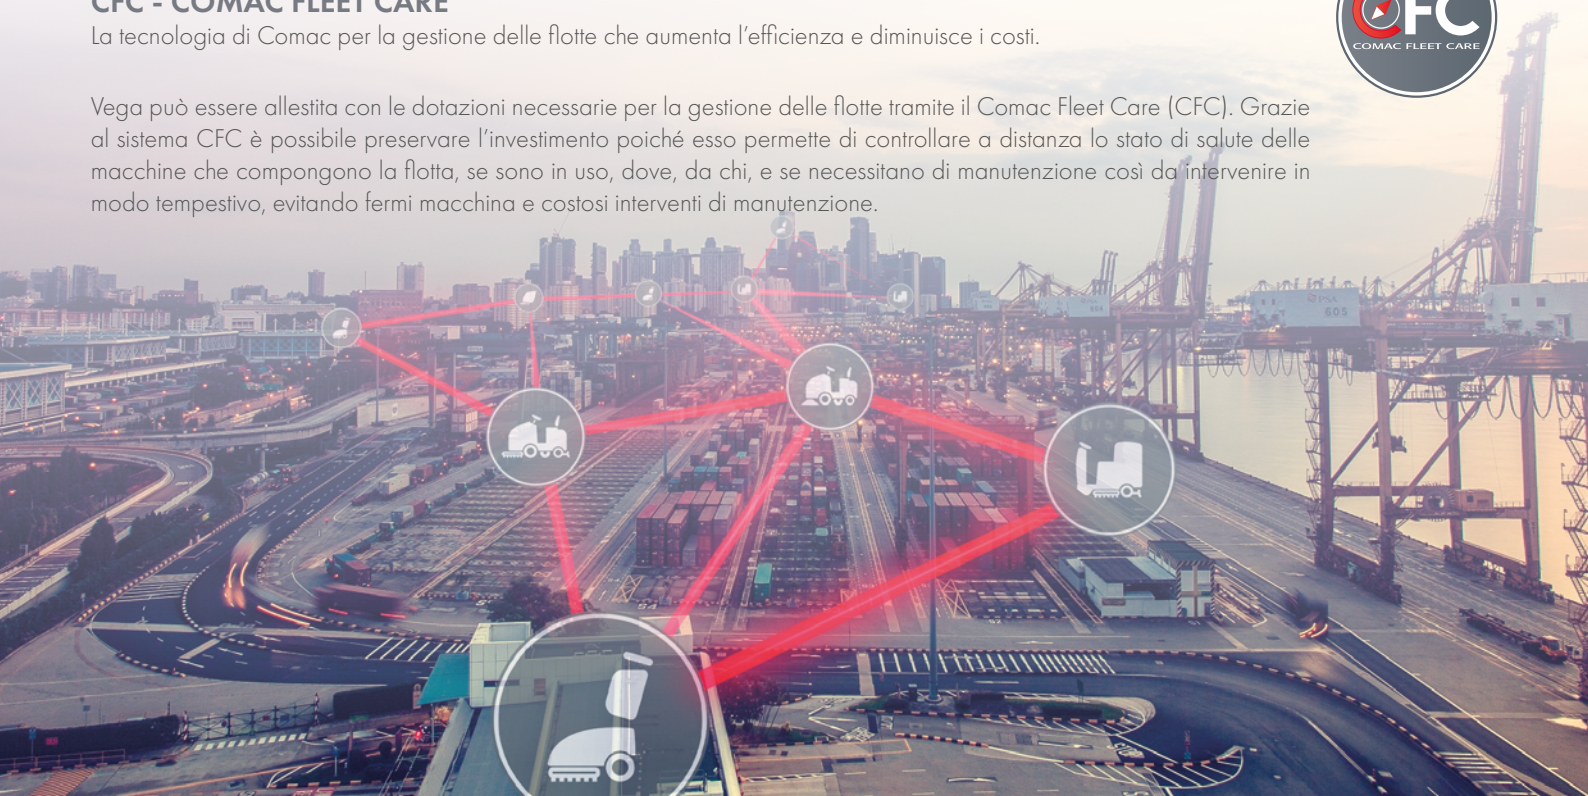 CFC - COMAC FLEET CARE
La tecnologia di Comac per la gestione delle flotte che aumenta l'efficienza e diminuisce i costi.
CFC
COMAC FLEET CARE
Vega può essere allestita con le dotazioni necessarie per la gestione delle flotte tramite il Comac Fleet Care (CFC). Grazie
al sistema CFC è possibile preservare l'investimento poiché esso permette di controllare a distanza lo stato di salute delle
macchine che compongono la flotta, se sono in uso, dove, da chi, e se necessitano di manutenzione così da intervenire in
modo tempestivo, evitando fermi macchina e costosi interventi di manutenzione.
PSA
604
605